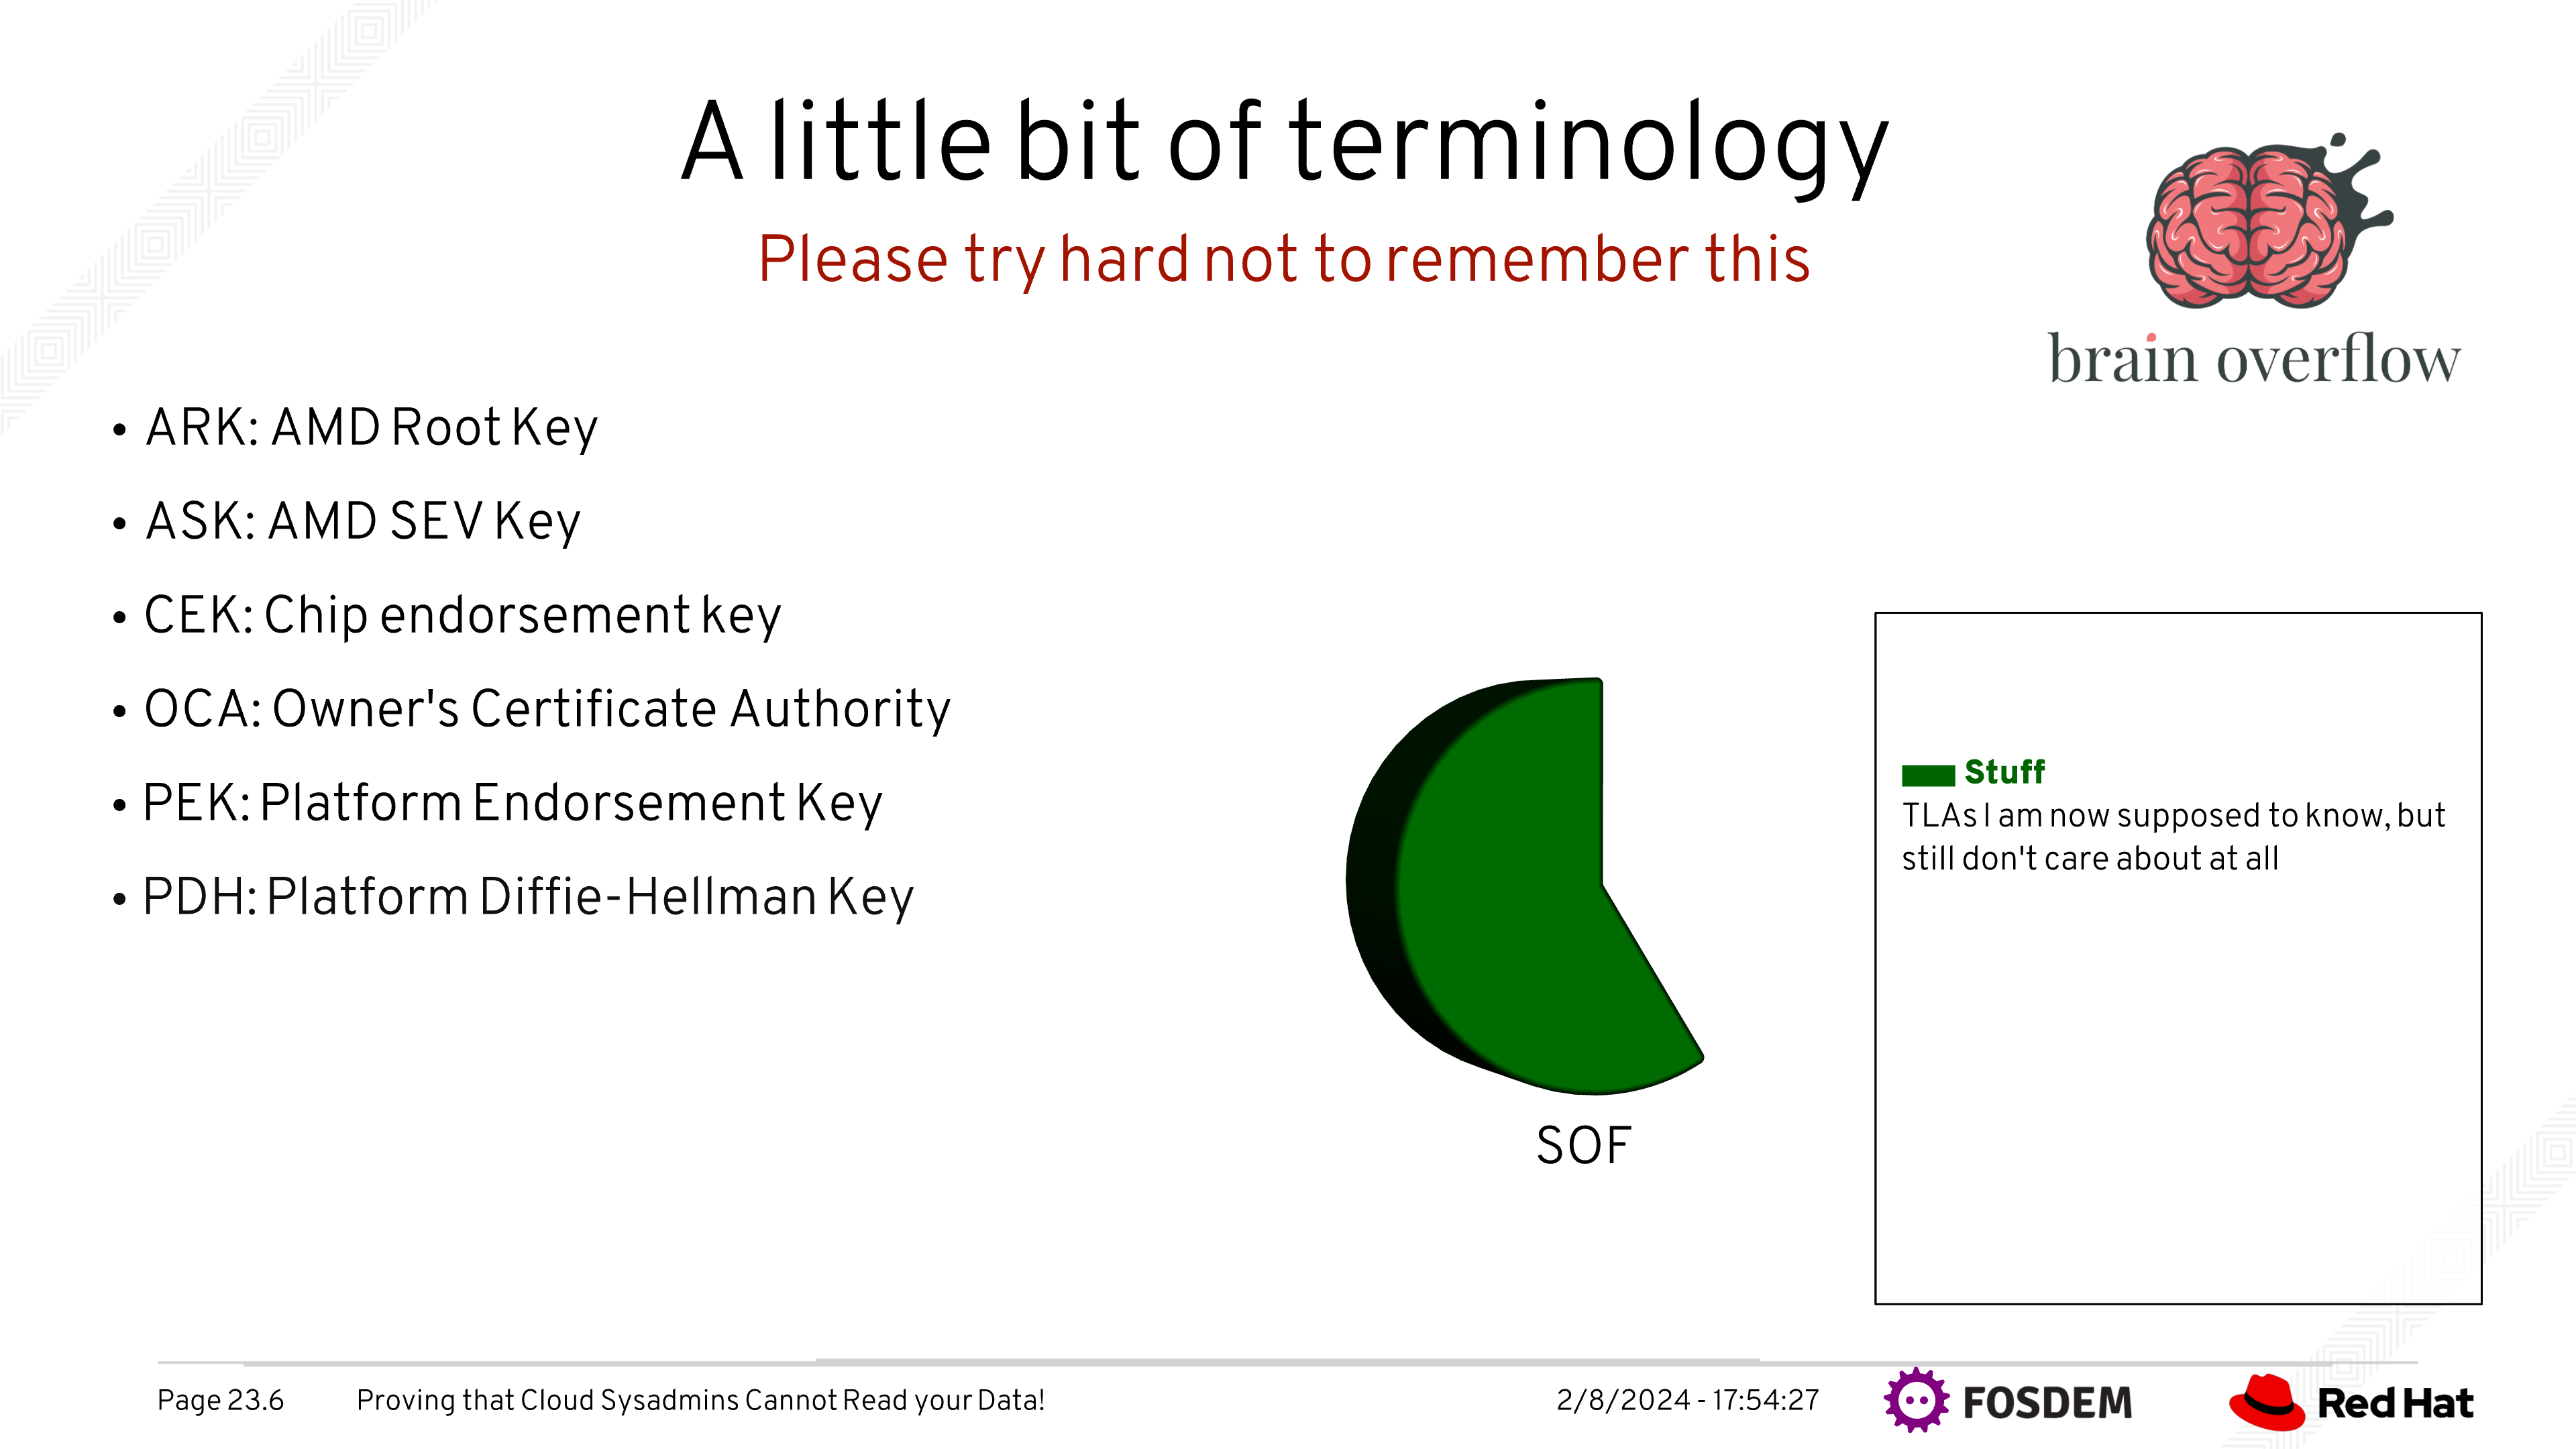 A little bit of terminology
Please try hard not to remember this
brain overflow
• ARK: AMD Root Key
• ASK: AMD SEV Key
• CEK: Chip endorsement key
• OCA: Owner's Certificate Authority
• PEK: Platform Endorsement Key
• PDH: Platform Diffie-Hellman Key
SOF
Stuff
TLAs I am now supposed to know, but
still don't care about at all
Page 23.6 Proving that Cloud Sysadmins Cannot Read your Data! 2/8/2024 - 17:54:27 FOSDEM Red Hat